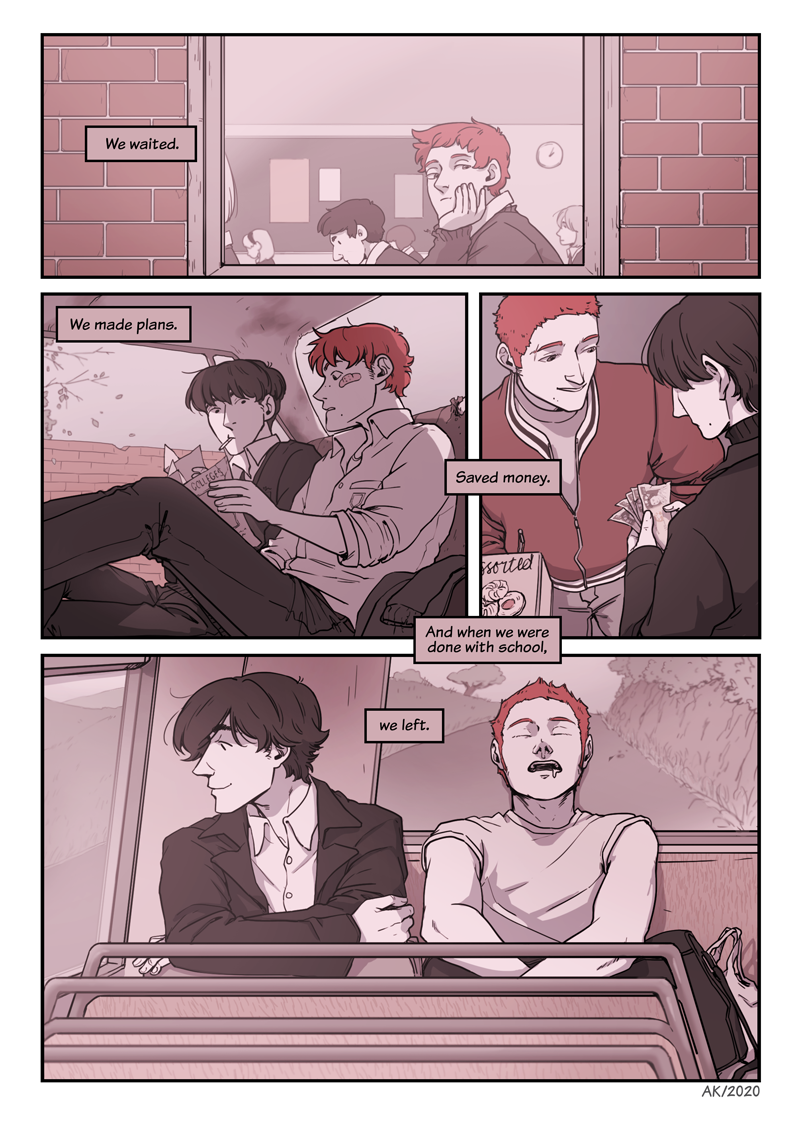 We waited.
We made plans.
COLLEGES
Saved money.
ssorted
And when we were
done with school,
we left.
AK/2020